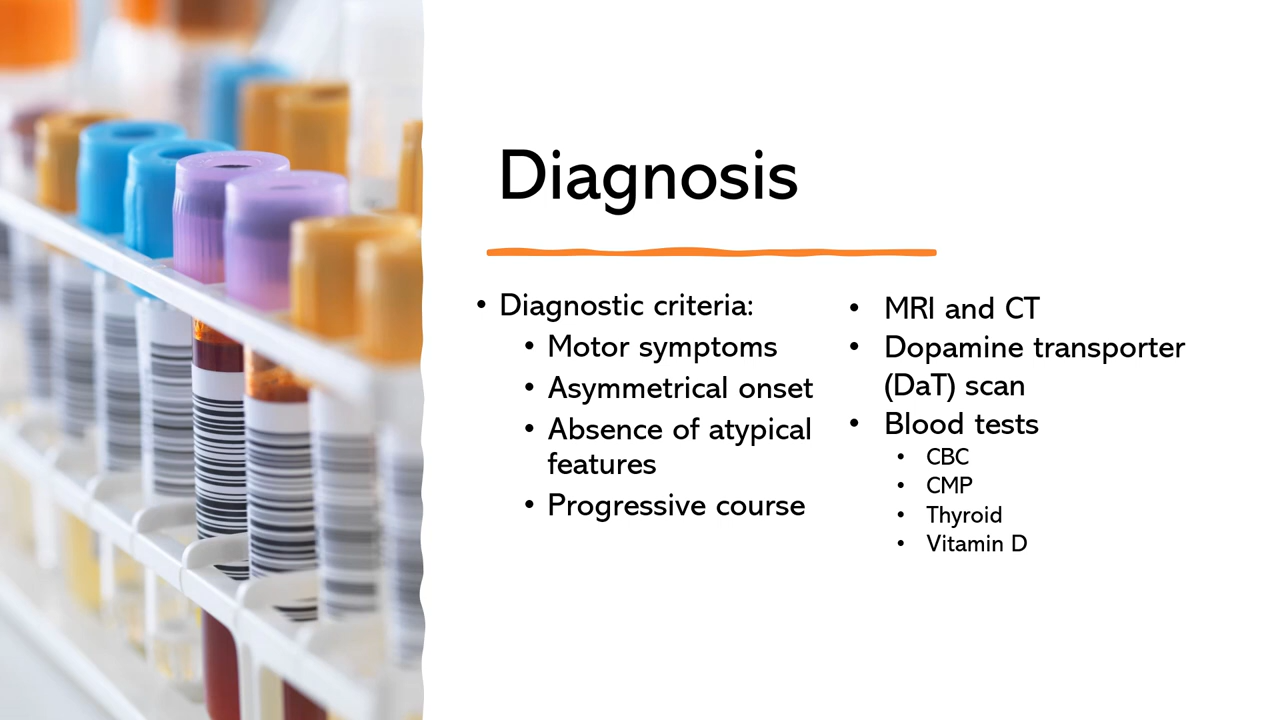 Diagnosis
• Diagnostic criteria:
• Motor symptoms
• Asymmetrical onset
• Absence of atypical
features
• Progressive course
• MRI and CT
• Dopamine transporter
(DaT) scan
• Blood tests
• CBC
• CMP
• Thyroid
• Vitamin D